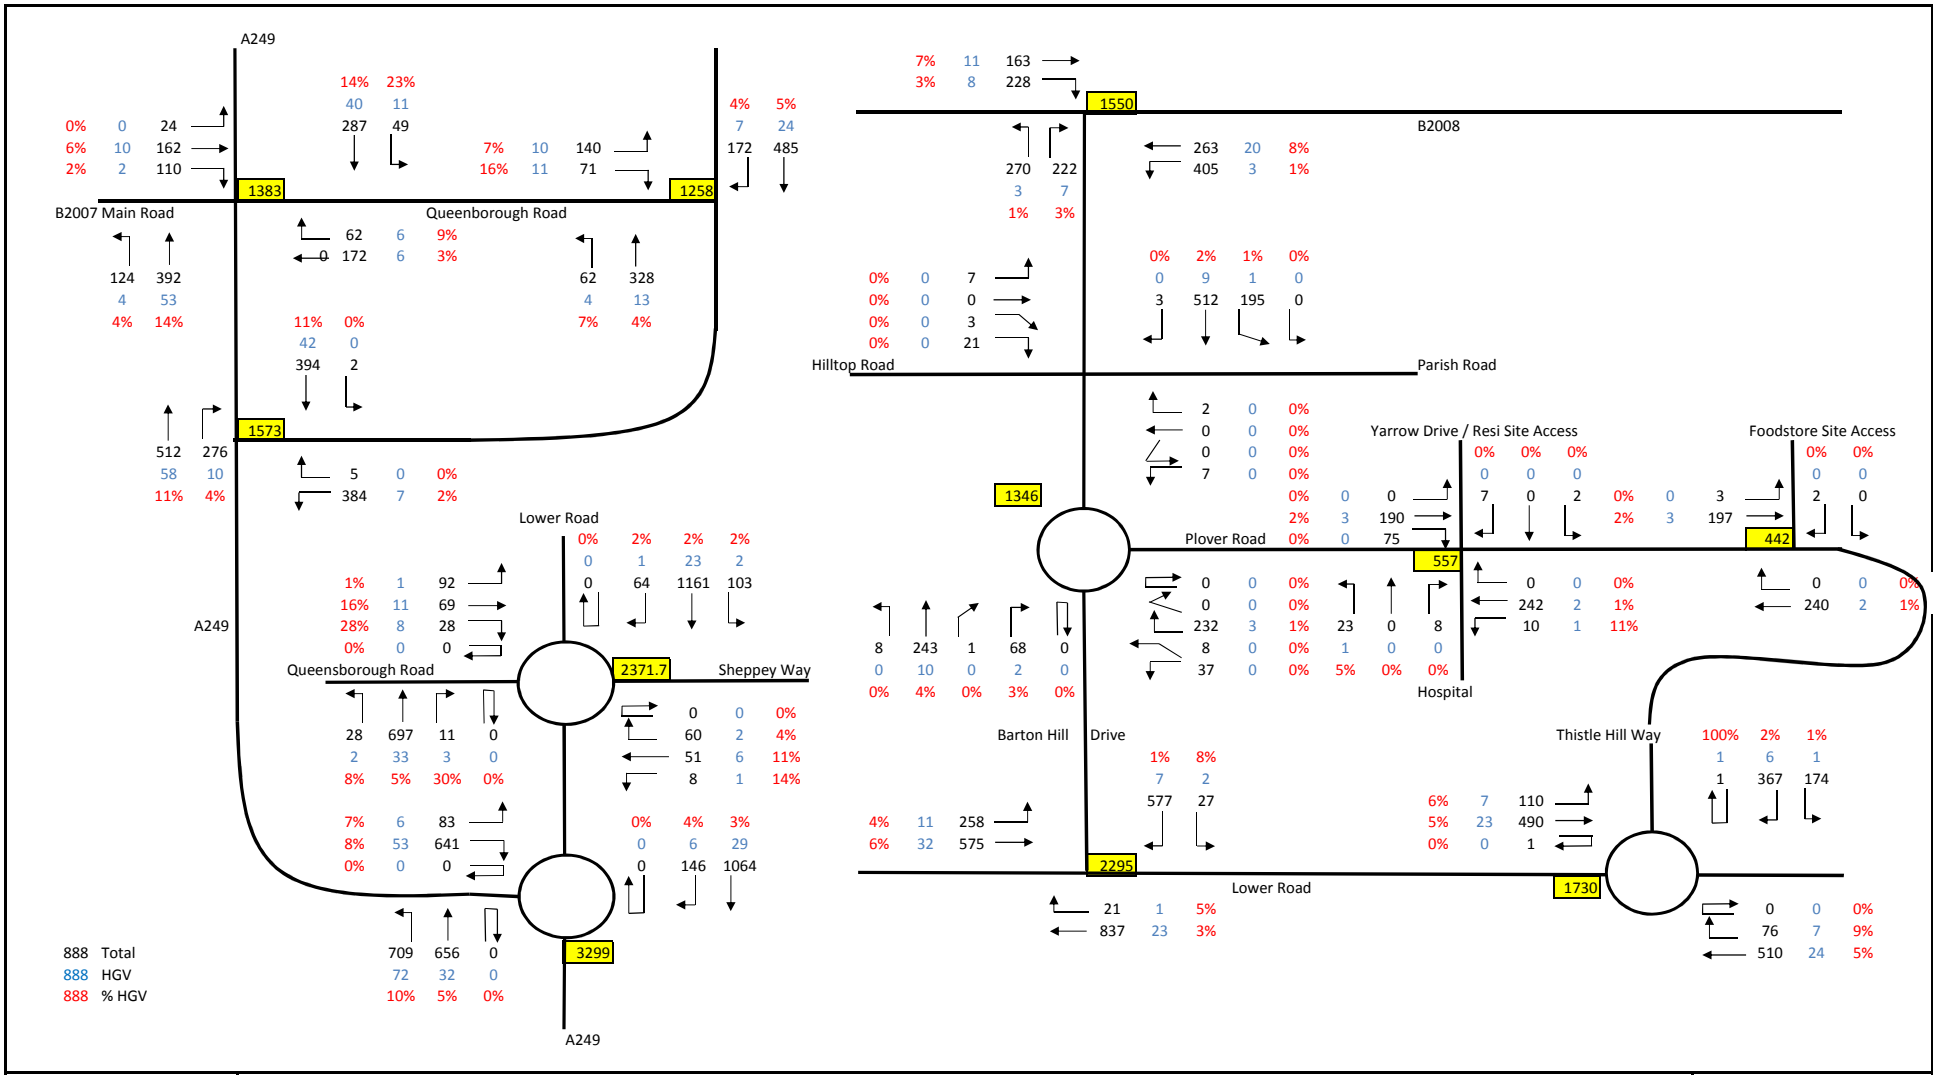 A249
7% 11 163
3% 8 228
14% 23%
40 11
287 49
4% 5%
7 24
172 485
1550
B2008
0% 0 24
6% 10 162
2% 2 110
7% 10 140
16% 11 71
270 222
3 7
1% 3%
263 20 8%
405 3 1%
1383
1258
B2007 Main Road
Queenborough Road
62 6 9%
0 172 6 3%
124 392
4 53
4% 14%
62 328
4 13
7% 4%
0% 0 7
0% 0 0
0% 0 3
0% 0 21
0% 2% 1% 0%
0 9 1 0
3 512 195 0
11% 0%
42 0
394 2
Hilltop Road
Parish Road
1573
512 276
58 10
11% 4%
5 0 0%
384 7 2%
2 0 0%
0 0 0%
0 0 0%
7 0 0%
Yarrow Drive / Resi Site Access
Foodstore Site Access
0% 0% 0%
0 0 0
7 0 2
0% 0%
0 0
2 0
1346
0% 0 0
2% 3 190
0% 0 75
0% 0 3
2% 3 197
Plover Road
557
442
Lower Road
0% 2% 2% 2%
0 1 23 2
0 64 1161 103
1% 1 92
16% 11 69
28% 8 28
0% 0 0
0 0 0%
0 0 0%
232 3 1%
8 0 0%
37 0 0%
23 0 8
1 0 0
5% 0% 0%
0 0 0%
242 2 1%
10 1 11%
0 0 0%
240 2 1%
A249
8 243 1 68 0
0 10 0 2 0
0% 4% 0% 3% 0%
Hospital
Queensborough Road
2371.7
Sheppey Way
28 697 11 0
2 33 3 0
8% 5% 30% 0%
0 0 0%
60 2 4%
51 6 11%
8 1 14%
Barton Hill Drive
Thistle Hill Way
100% 2% 1%
1 6 1
1 367 174
1% 8%
7 2
577 27
7% 6 83
8% 53 641
0% 0 0
0% 4% 3%
0 6 29
0 146 1064
4% 11 258
6% 32 575
6% 7 110
5% 23 490
0% 0 1
2295
Lower Road
1730
21 1 5%
837 23 3%
0 0 0%
76 7 9%
510 24 5%
709 656 0
72 32 0
10% 5% 0%
3299
888 Total
888 HGV
888 % HGV
A249